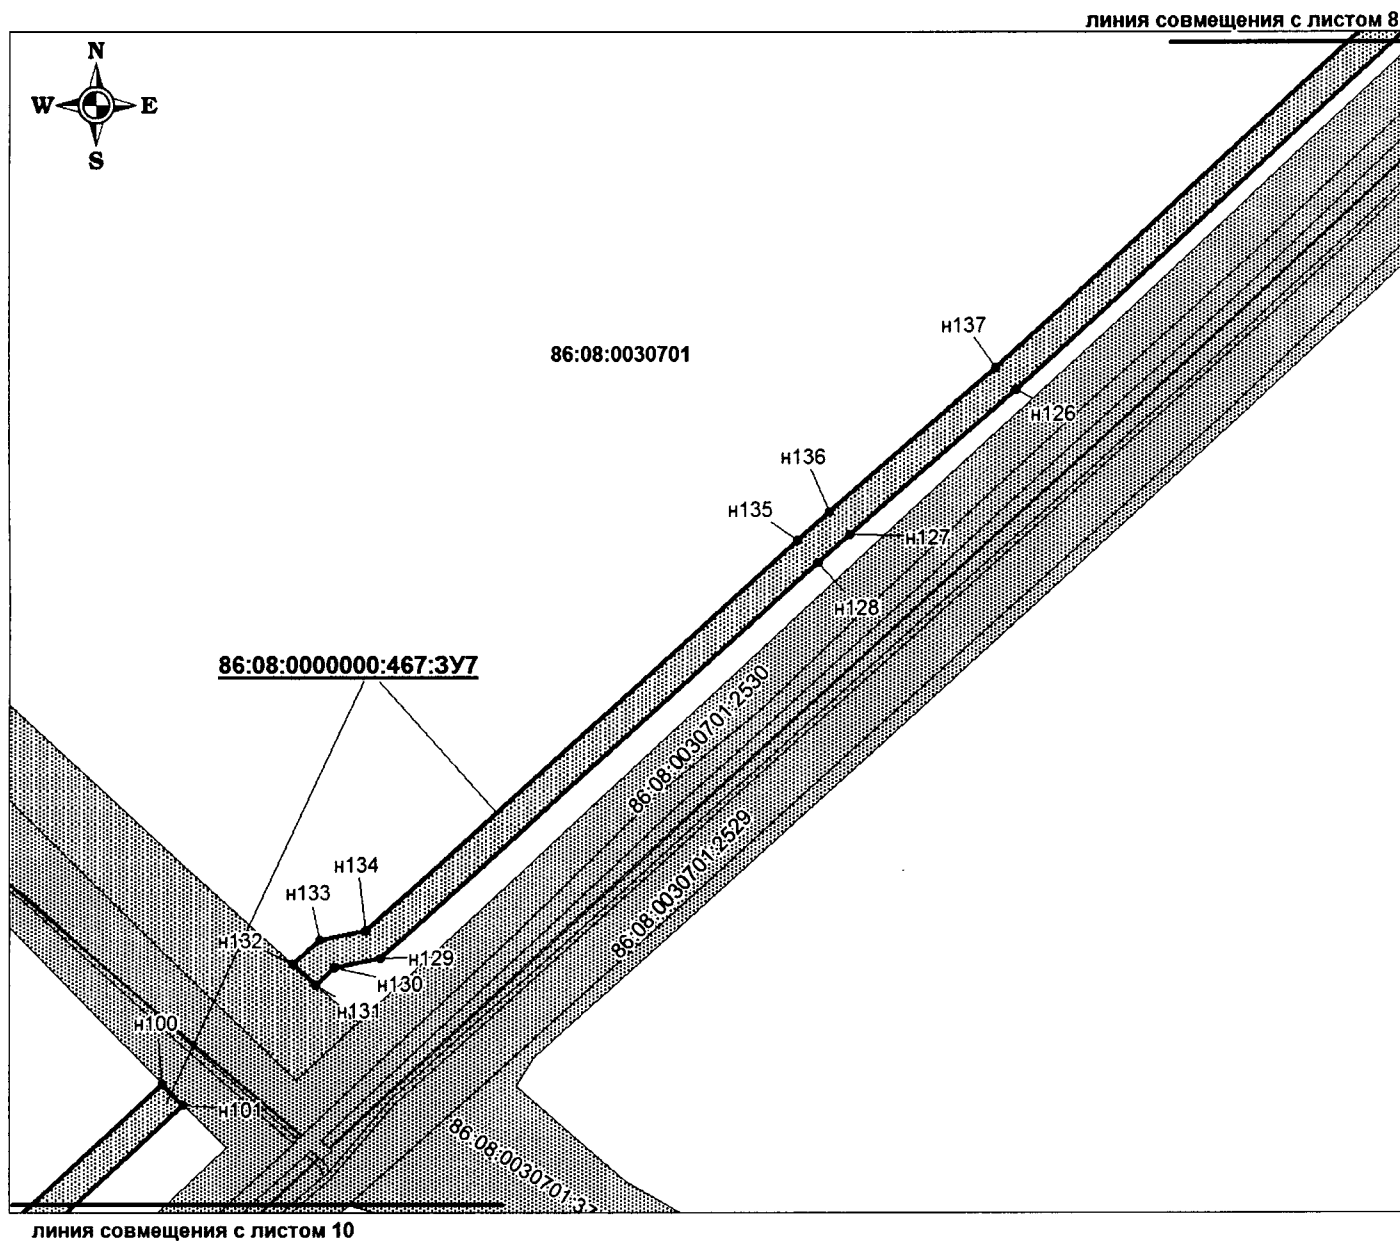 линия совмещения с листом 8
N
W E
S
н137
86:08:0030701
н126
н136
н135
н127
н128
86:08:0000000:467:ЗУ7
86:08:0030701:2530
86:08:0030701:2529
н134
н133
н132
н129
н130
н131
н100
н101
86:08:0030701:37
линия совмещения с листом 10